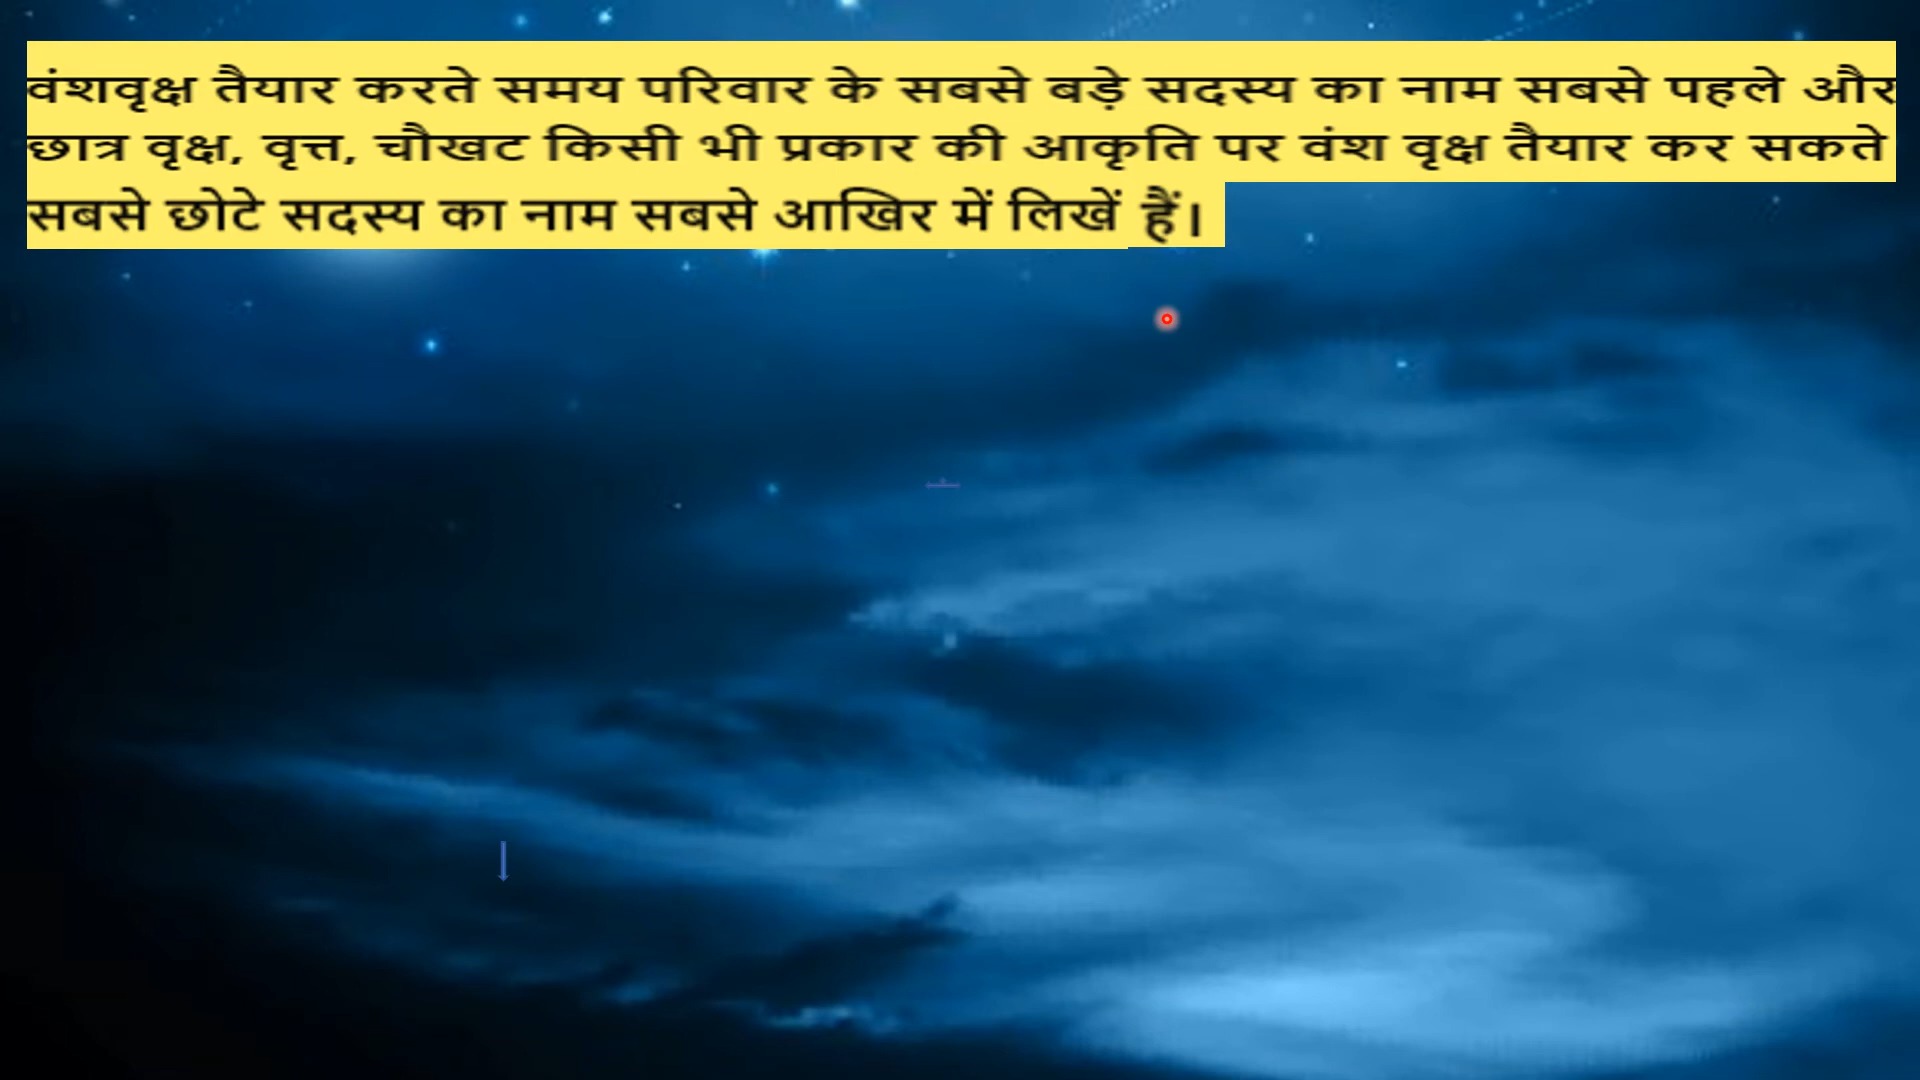 वंशवृक्ष तैयार करते समय परिवार के सबसे बड़े सदस्य का नाम सबसे पहले और
छात्र वृक्ष, वृत्त, चौखट किसी भी प्रकार की आकृति पर वंश वृक्ष तैयार कर सकते
सबसे छोटे सदस्य का नाम सबसे आखिर में लिखें हैं।